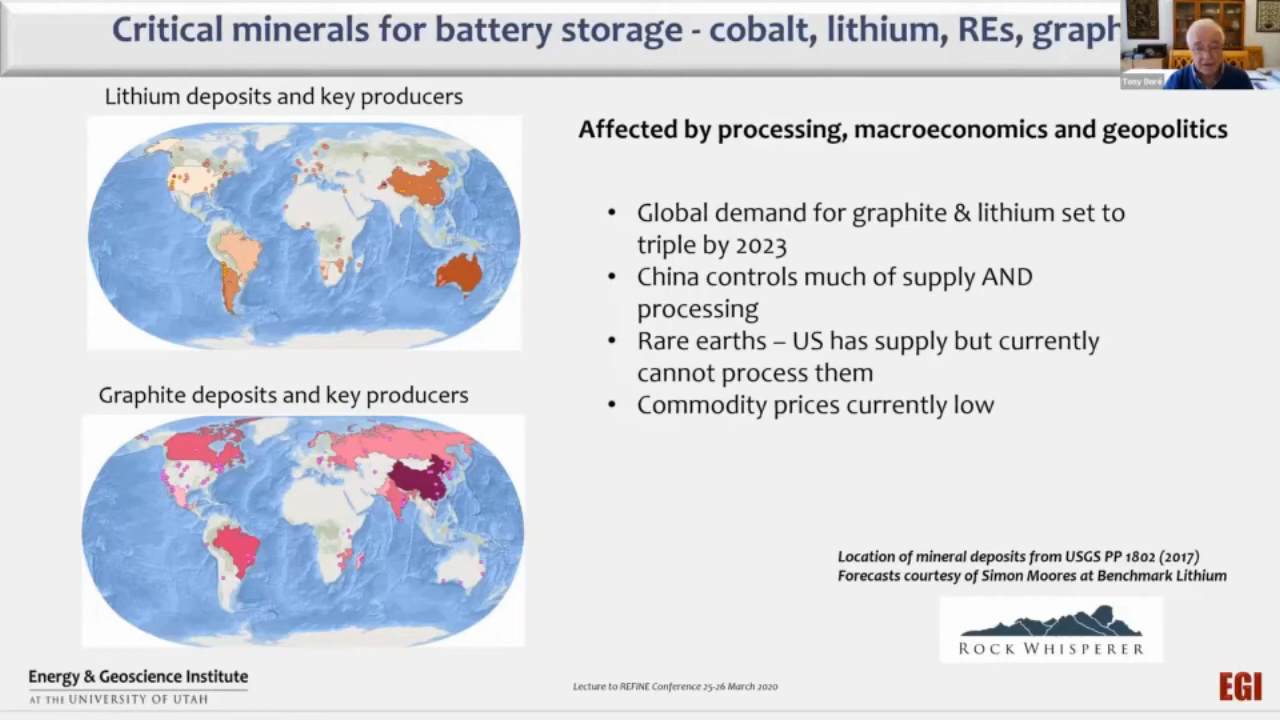 Critical minerals for battery storage - cobalt, lithium, REs, graph
Tony Doré
Lithium deposits and key producers
Affected by processing, macroeconomics and geopolitics
• Global demand for graphite & lithium set to
triple by 2023
• China controls much of supply AND
processing
• Rare earths – US has supply but currently
cannot process them
• Commodity prices currently low
Graphite deposits and key producers
Location of mineral deposits from USGS PP 1802 (2017)
Forecasts courtesy of Simon Moores at Benchmark Lithium
ROCK WHISPERER
Energy & Geoscience Institute
AT THE UNIVERSITY OF UTAH
Lecture to REFINE Conference 25-26 March 2020
EGI